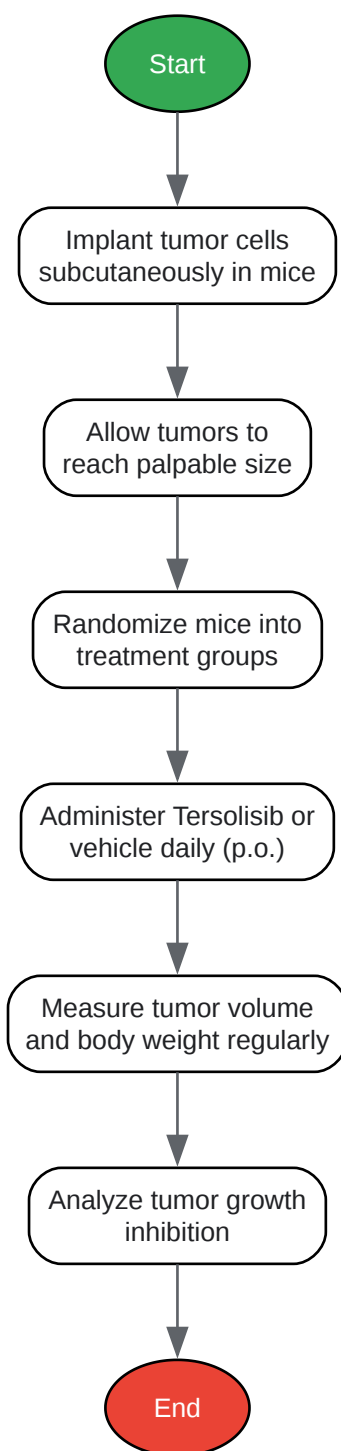 Start
Implant tumor cells
subcutaneously in mice
Allow tumors to
reach palpable size
Randomize mice into
treatment groups
Administer Tersolisib or
vehicle daily (p.o.)
Measure tumor volume
and body weight regularly
Analyze tumor growth
inhibition
End